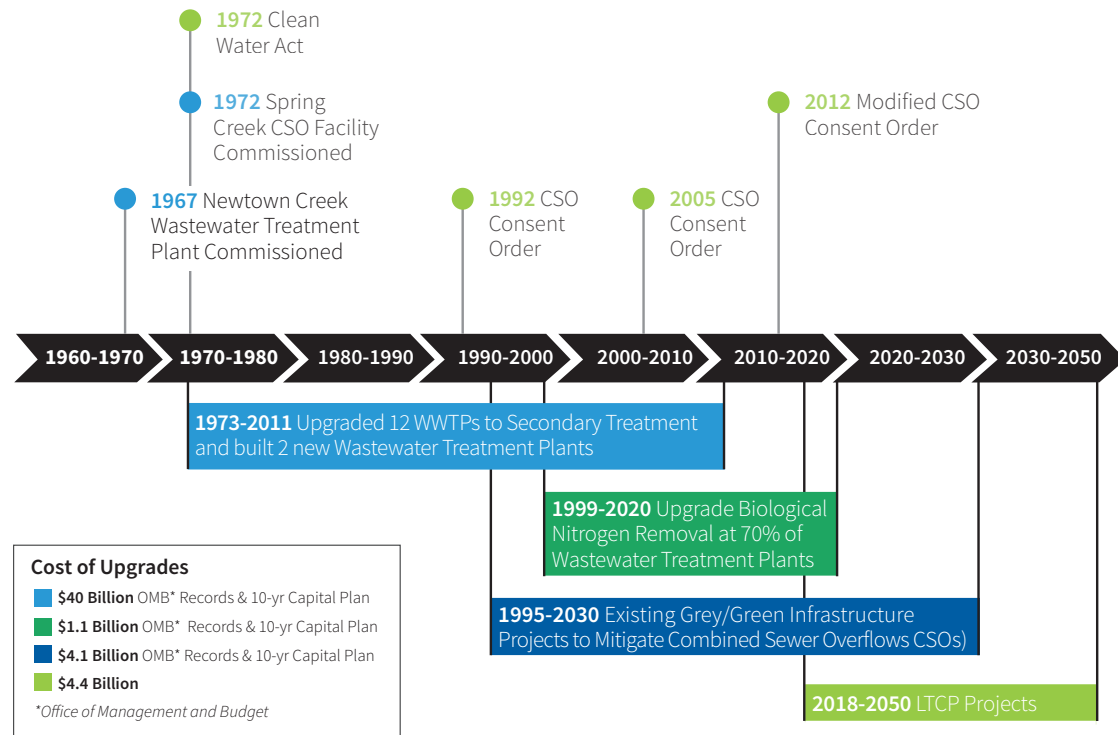 1972 Clean
Water Act
1972 Spring
Creek CSO Facility
Commissioned
2012 Modified CSO
Consent Order
1967 Newtown Creek
Wastewater Treatment
Plant Commissioned
1992 CSO
Consent
Order
2005 CSO
Consent
Order
1960-1970
1970-1980
1980-1990
1990-2000
2000-2010
2010-2020
2020-2030
2030-2050
1973-2011 Upgraded 12 WWTPs to Secondary Treatment
and built 2 new Wastewater Treatment Plants
1999-2020 Upgrade Biological
Nitrogen Removal at 70% of
Wastewater Treatment Plants
1995-2030 Existing Grey/Green Infrastructure
Projects to Mitigate Combined Sewer Overflows CSOs)
2018-2050 LTCP Projects
Cost of Upgrades
$40 Billion OMB* Records & 10-yr Capital Plan
$1.1 Billion OMB* Records & 10-yr Capital Plan
$4.1 Billion OMB* Records & 10-yr Capital Plan
$4.4 Billion
*Office of Management and Budget